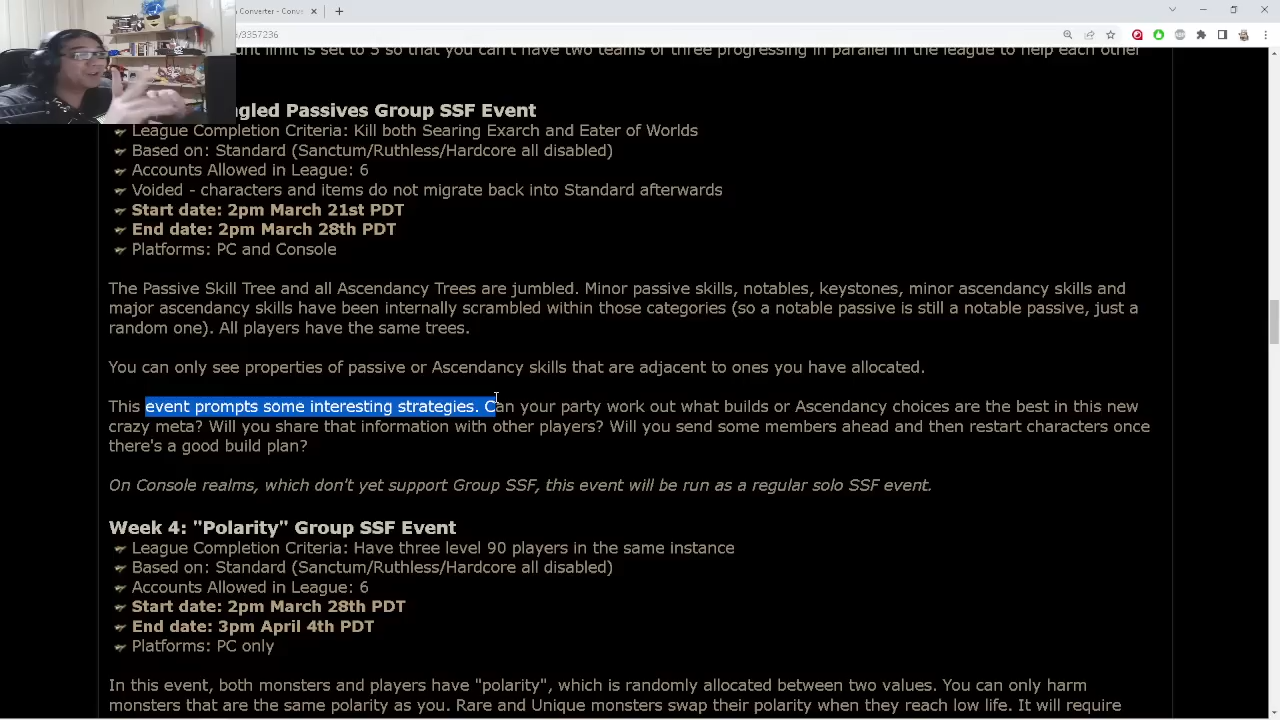 Converter - Conv
3357236
unt limit is set to 5 so that you can't have two teams of three progressing in parallel in the league to help each other
ngled Passives Group SSF Event
League Completion Criteria: Kill both Searing Exarch and Eater of Worlds
Based on: Standard (Sanctum/Ruthless/Hardcore all disabled)
Accounts Allowed in League: 6
Voided - characters and items do not migrate back into Standard afterwards
Start date: 2pm March 21st PDT
End date: 2pm March 28th PDT
Platforms: PC and Console
The Passive Skill Tree and all Ascendancy Trees are jumbled. Minor passive skills, notables, keystones, minor ascendancy skills and
major ascendancy skills have been internally scrambled within those categories (so a notable passive is still a notable passive, just a
random one). All players have the same trees.
You can only see properties of passive or Ascendancy skills that are adjacent to ones you have allocated.
This event prompts some interesting strategies. Can your party work out what builds or Ascendancy choices are the best in this new
crazy meta? Will you share that information with other players? Will you send some members ahead and then restart characters once
there's a good build plan?
On Console realms, which don't yet support Group SSF, this event will be run as a regular solo SSF event.
Week 4: "Polarity" Group SSF Event
League Completion Criteria: Have three level 90 players in the same instance
Based on: Standard (Sanctum/Ruthless/Hardcore all disabled)
Accounts Allowed in League: 6
Start date: 2pm March 28th PDT
End date: 3pm April 4th PDT
Platforms: PC only
In this event, both monsters and players have "polarity", which is randomly allocated between two values. You can only harm
monsters that are the same polarity as you. Rare and Unique monsters swap their polarity when they reach low life. It will require